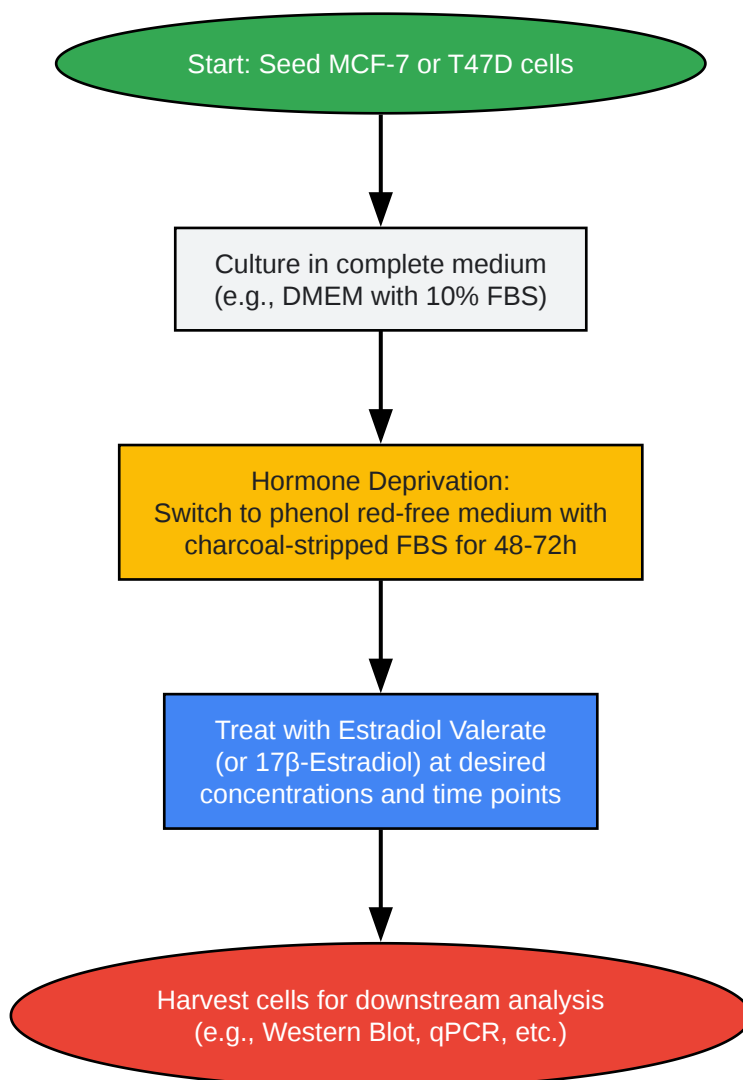 Start: Seed MCF-7 or T47D cells
Culture in complete medium
(e.g., DMEM with 10% FBS)
Hormone Deprivation:
Switch to phenol red-free medium with
charcoal-stripped FBS for 48-72h
Treat with Estradiol Valerate
(or 17β-Estradiol) at desired
concentrations and time points
Harvest cells for downstream analysis
(e.g., Western Blot, qPCR, etc.)